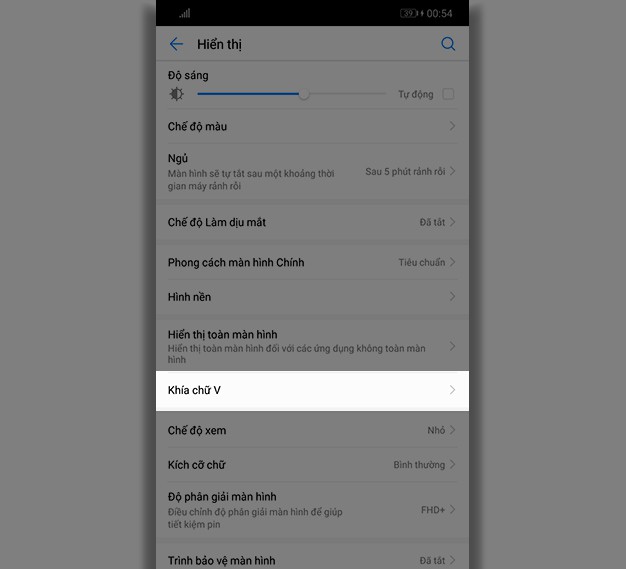 39 00:54
Hiển thị
Độ sáng
Tự động
Chế độ màu
Ngủ
Màn hình sẽ tự tắt sau một khoảng thời
gian máy rảnh rỗi
Sau 5 phút rảnh rỗi
Chế độ Làm dịu mắt
Đã tắt
Phong cách màn hình Chính
Tiêu chuẩn
Hình nền
Hiển thị toàn màn hình
Hiển thị toàn màn hình đối với các ứng dụng không toàn màn
hình
Khía chữ V
Chế độ xem
Nhỏ
Kích cỡ chữ
Bình thường
Độ phân giải màn hình
Điều chỉnh độ phân giải màn hình để giúp
tiết kiệm pin
FHD+
Trình bảo vệ màn hình
Đã tắt